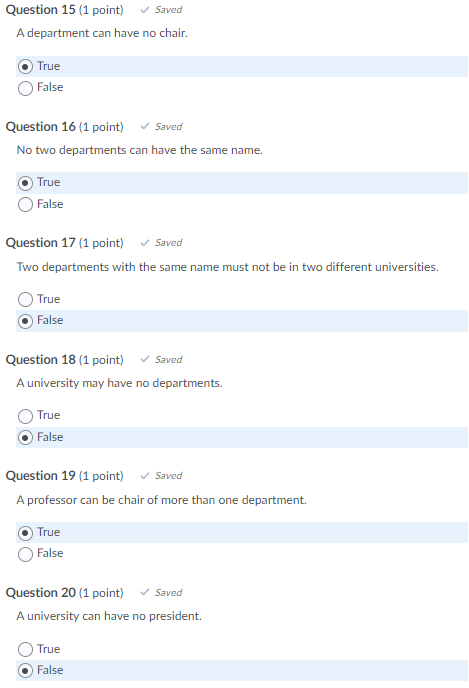 Question 15 (1 point) ✓ Saved
A department can have no chair.
True
False
Question 16 (1 point) ✓ Saved
No two departments can have the same name.
True
False
Question 17 (1 point) ✓ Saved
Two departments with the same name must not be in two different universities.
True
False
Question 18 (1 point) ✓ Saved
A university may have no departments.
True
False
Question 19 (1 point) ✓ Saved
A professor can be chair of more than one department.
True
False
Question 20 (1 point) ✓ Saved
A university can have no president.
True
False